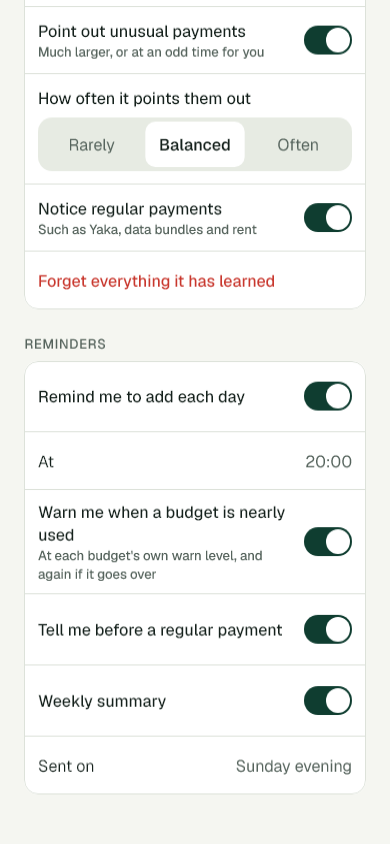 Point out unusual payments
Much larger, or at an odd time for you
How often it points them out
Rarely
Balanced
Often
Notice regular payments
Such as Yaka, data bundles and rent
Forget everything it has learned
REMINDERS
Remind me to add each day
At
20:00
Warn me when a budget is nearly
used
At each budget's own warn level, and
again if it goes over
Tell me before a regular payment
Weekly summary
Sent on
Sunday evening